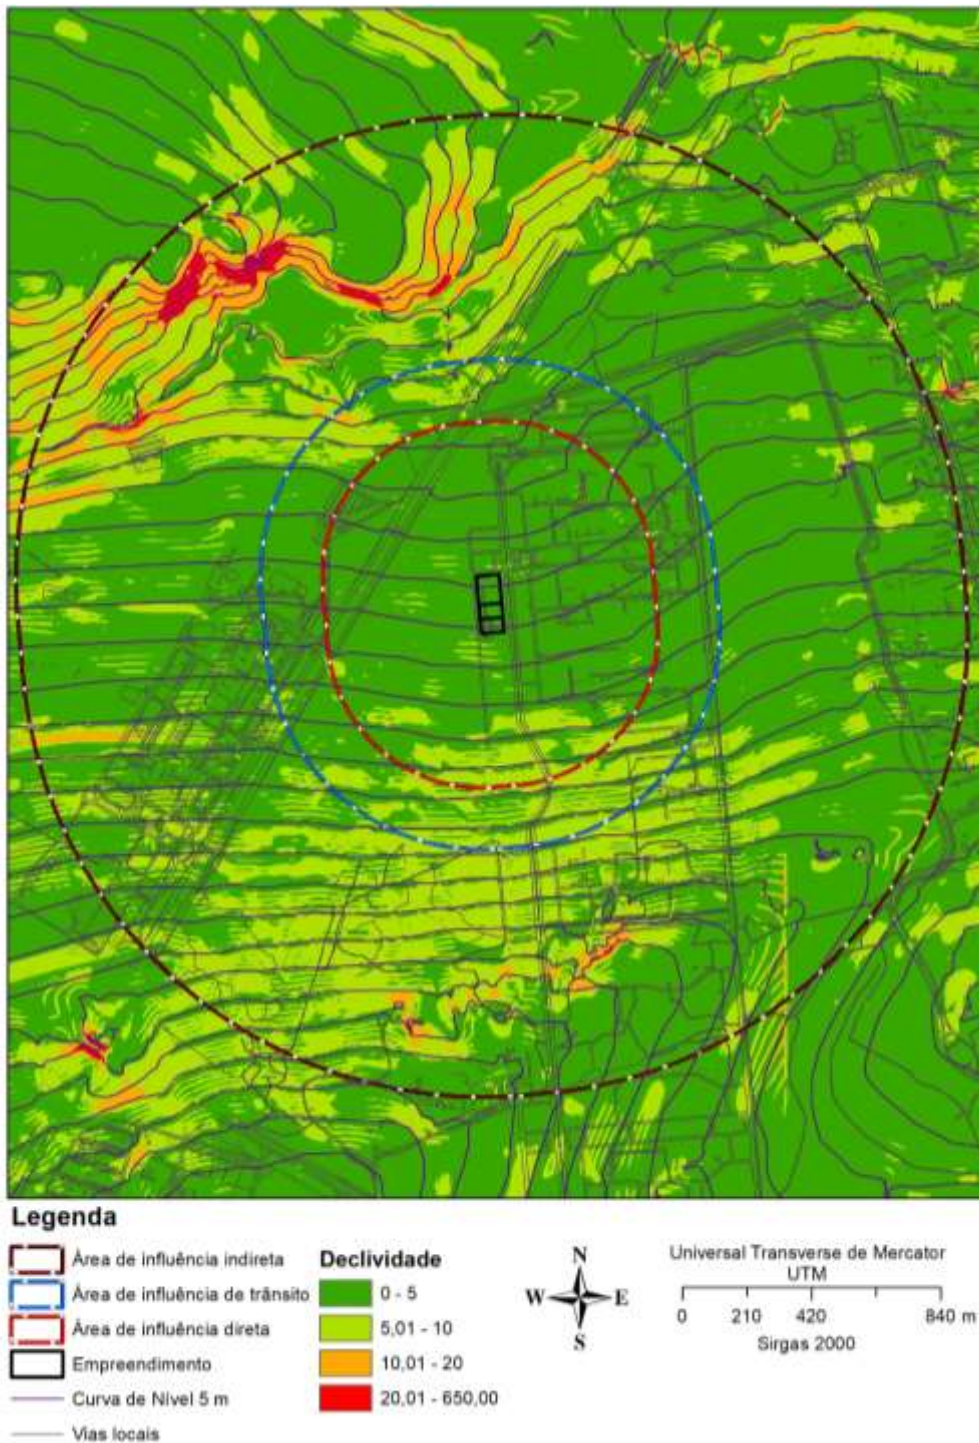 Legenda
Área de influência indireta
Área de influência de trânsito
Área de influência direta
Empreendimento
Curva de Nível 5 m
Vias locais
Declividade
0 - 5
5,01 - 10
10,01 - 20
20,01 - 650,00
N
W E
S
Universal Transverse de Mercator
UTM
0 210 420 840 m
Sirgas 2000